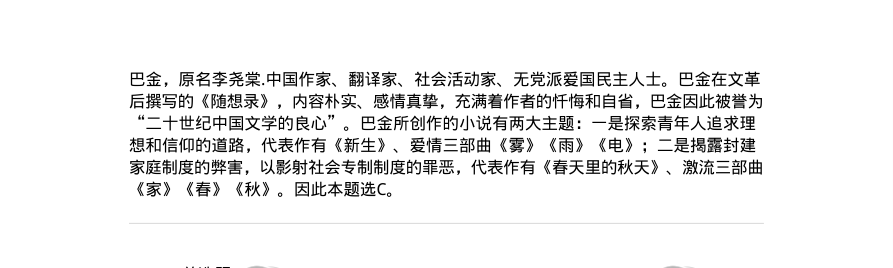 巴金，原名李尧棠.中国作家、翻译家、社会活动家、无党派爱国民主人士。巴金在文革
后撰写的《随想录》，内容朴实、感情真挚，充满着作者的忏悔和自省，巴金因此被誉为
“二十世纪中国文学的良心”。巴金所创作的小说有两大主题：一是探索青年人追求理
想和信仰的道路，代表作有《新生》、爱情三部曲《雾》《雨》《电》；二是揭露封建
家庭制度的弊害，以影射社会专制制度的罪恶，代表作有《春天里的秋天》、激流三部曲
《家》《春》《秋》。因此本题选C。